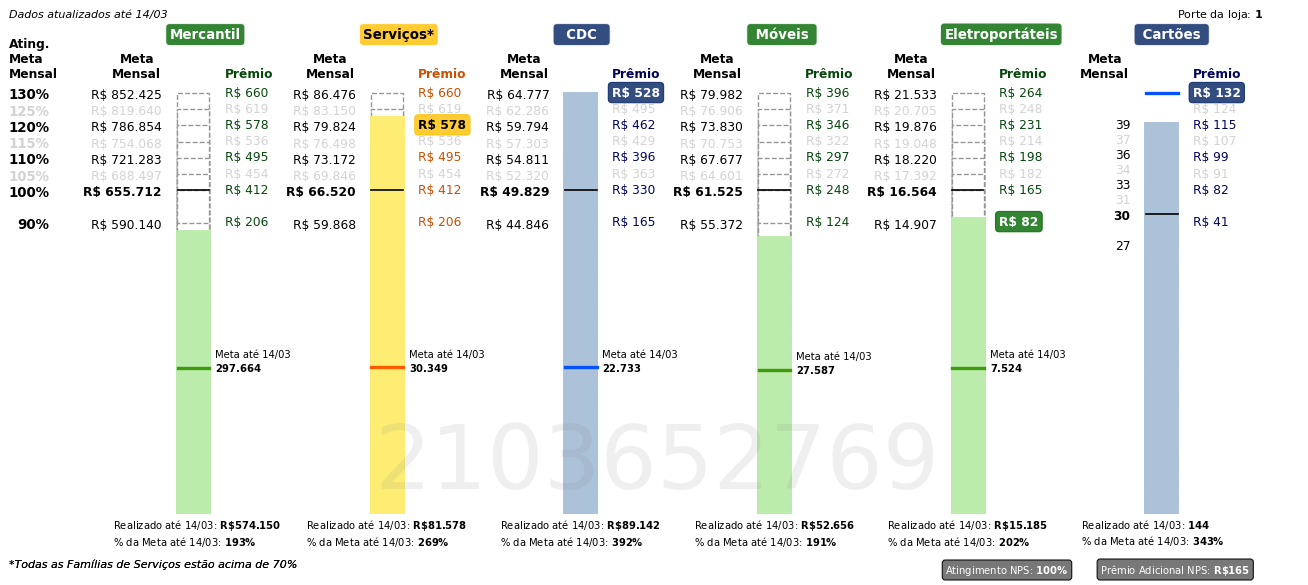 Dados atualizados até 14/03
Porte da loja: 1
Mercantil Serviços* CDC Móveis Eletroportáteis Cartões
Ating. Meta Mensal
Meta Mensal Prêmio Meta Mensal Prêmio Meta Mensal Prêmio Meta Mensal Prêmio Meta Mensal Prêmio Meta Mensal Prêmio
130% R$ 852.425 R$ 660 R$ 86.476 R$ 660 R$ 64.777 R$ 528 R$ 79.982 R$ 396 R$ 21.533 R$ 264 R$ 132
125% R$ 819.640 R$ 619 R$ 83.150 R$ 619 R$ 62.286 R$ 495 R$ 76.906 R$ 371 R$ 20.705 R$ 248 R$ 124
120% R$ 786.854 R$ 578 R$ 79.824 R$ 578 R$ 59.794 R$ 462 R$ 73.830 R$ 346 R$ 19.876 R$ 231 39 R$ 115
115% R$ 754.068 R$ 536 R$ 76.498 R$ 536 R$ 57.303 R$ 429 R$ 70.753 R$ 322 R$ 19.048 R$ 214 37 R$ 107
110% R$ 721.283 R$ 495 R$ 73.172 R$ 495 R$ 54.811 R$ 396 R$ 67.677 R$ 297 R$ 18.220 R$ 198 36 R$ 99
105% R$ 688.497 R$ 454 R$ 69.846 R$ 454 R$ 52.320 R$ 363 R$ 64.601 R$ 272 R$ 17.392 R$ 182 34 R$ 91
100% R$ 655.712 R$ 412 R$ 66.520 R$ 412 R$ 49.829 R$ 330 R$ 61.525 R$ 248 R$ 16.564 R$ 165 33 R$ 82
31
30
90% R$ 590.140 R$ 206 R$ 59.868 R$ 206 R$ 44.846 R$ 165 R$ 55.372 R$ 124 R$ 14.907 R$ 82 R$ 41
27
Meta até 14/03 Meta até 14/03 Meta até 14/03 Meta até 14/03 Meta até 14/03
297.664 30.349 22.733 27.587 7.524
2103652769
Realizado até 14/03: R$574.150 Realizado até 14/03: R$81.578 Realizado até 14/03: R$89.142 Realizado até 14/03: R$52.656 Realizado até 14/03: R$15.185 Realizado até 14/03: 144
% da Meta até 14/03: 193% % da Meta até 14/03: 269% % da Meta até 14/03: 392% % da Meta até 14/03: 191% % da Meta até 14/03: 202% % da Meta até 14/03: 343%
*Todas as Famílias de Serviços estão acima de 70%
Atingimento NPS: 100% Prêmio Adicional NPS: R$165